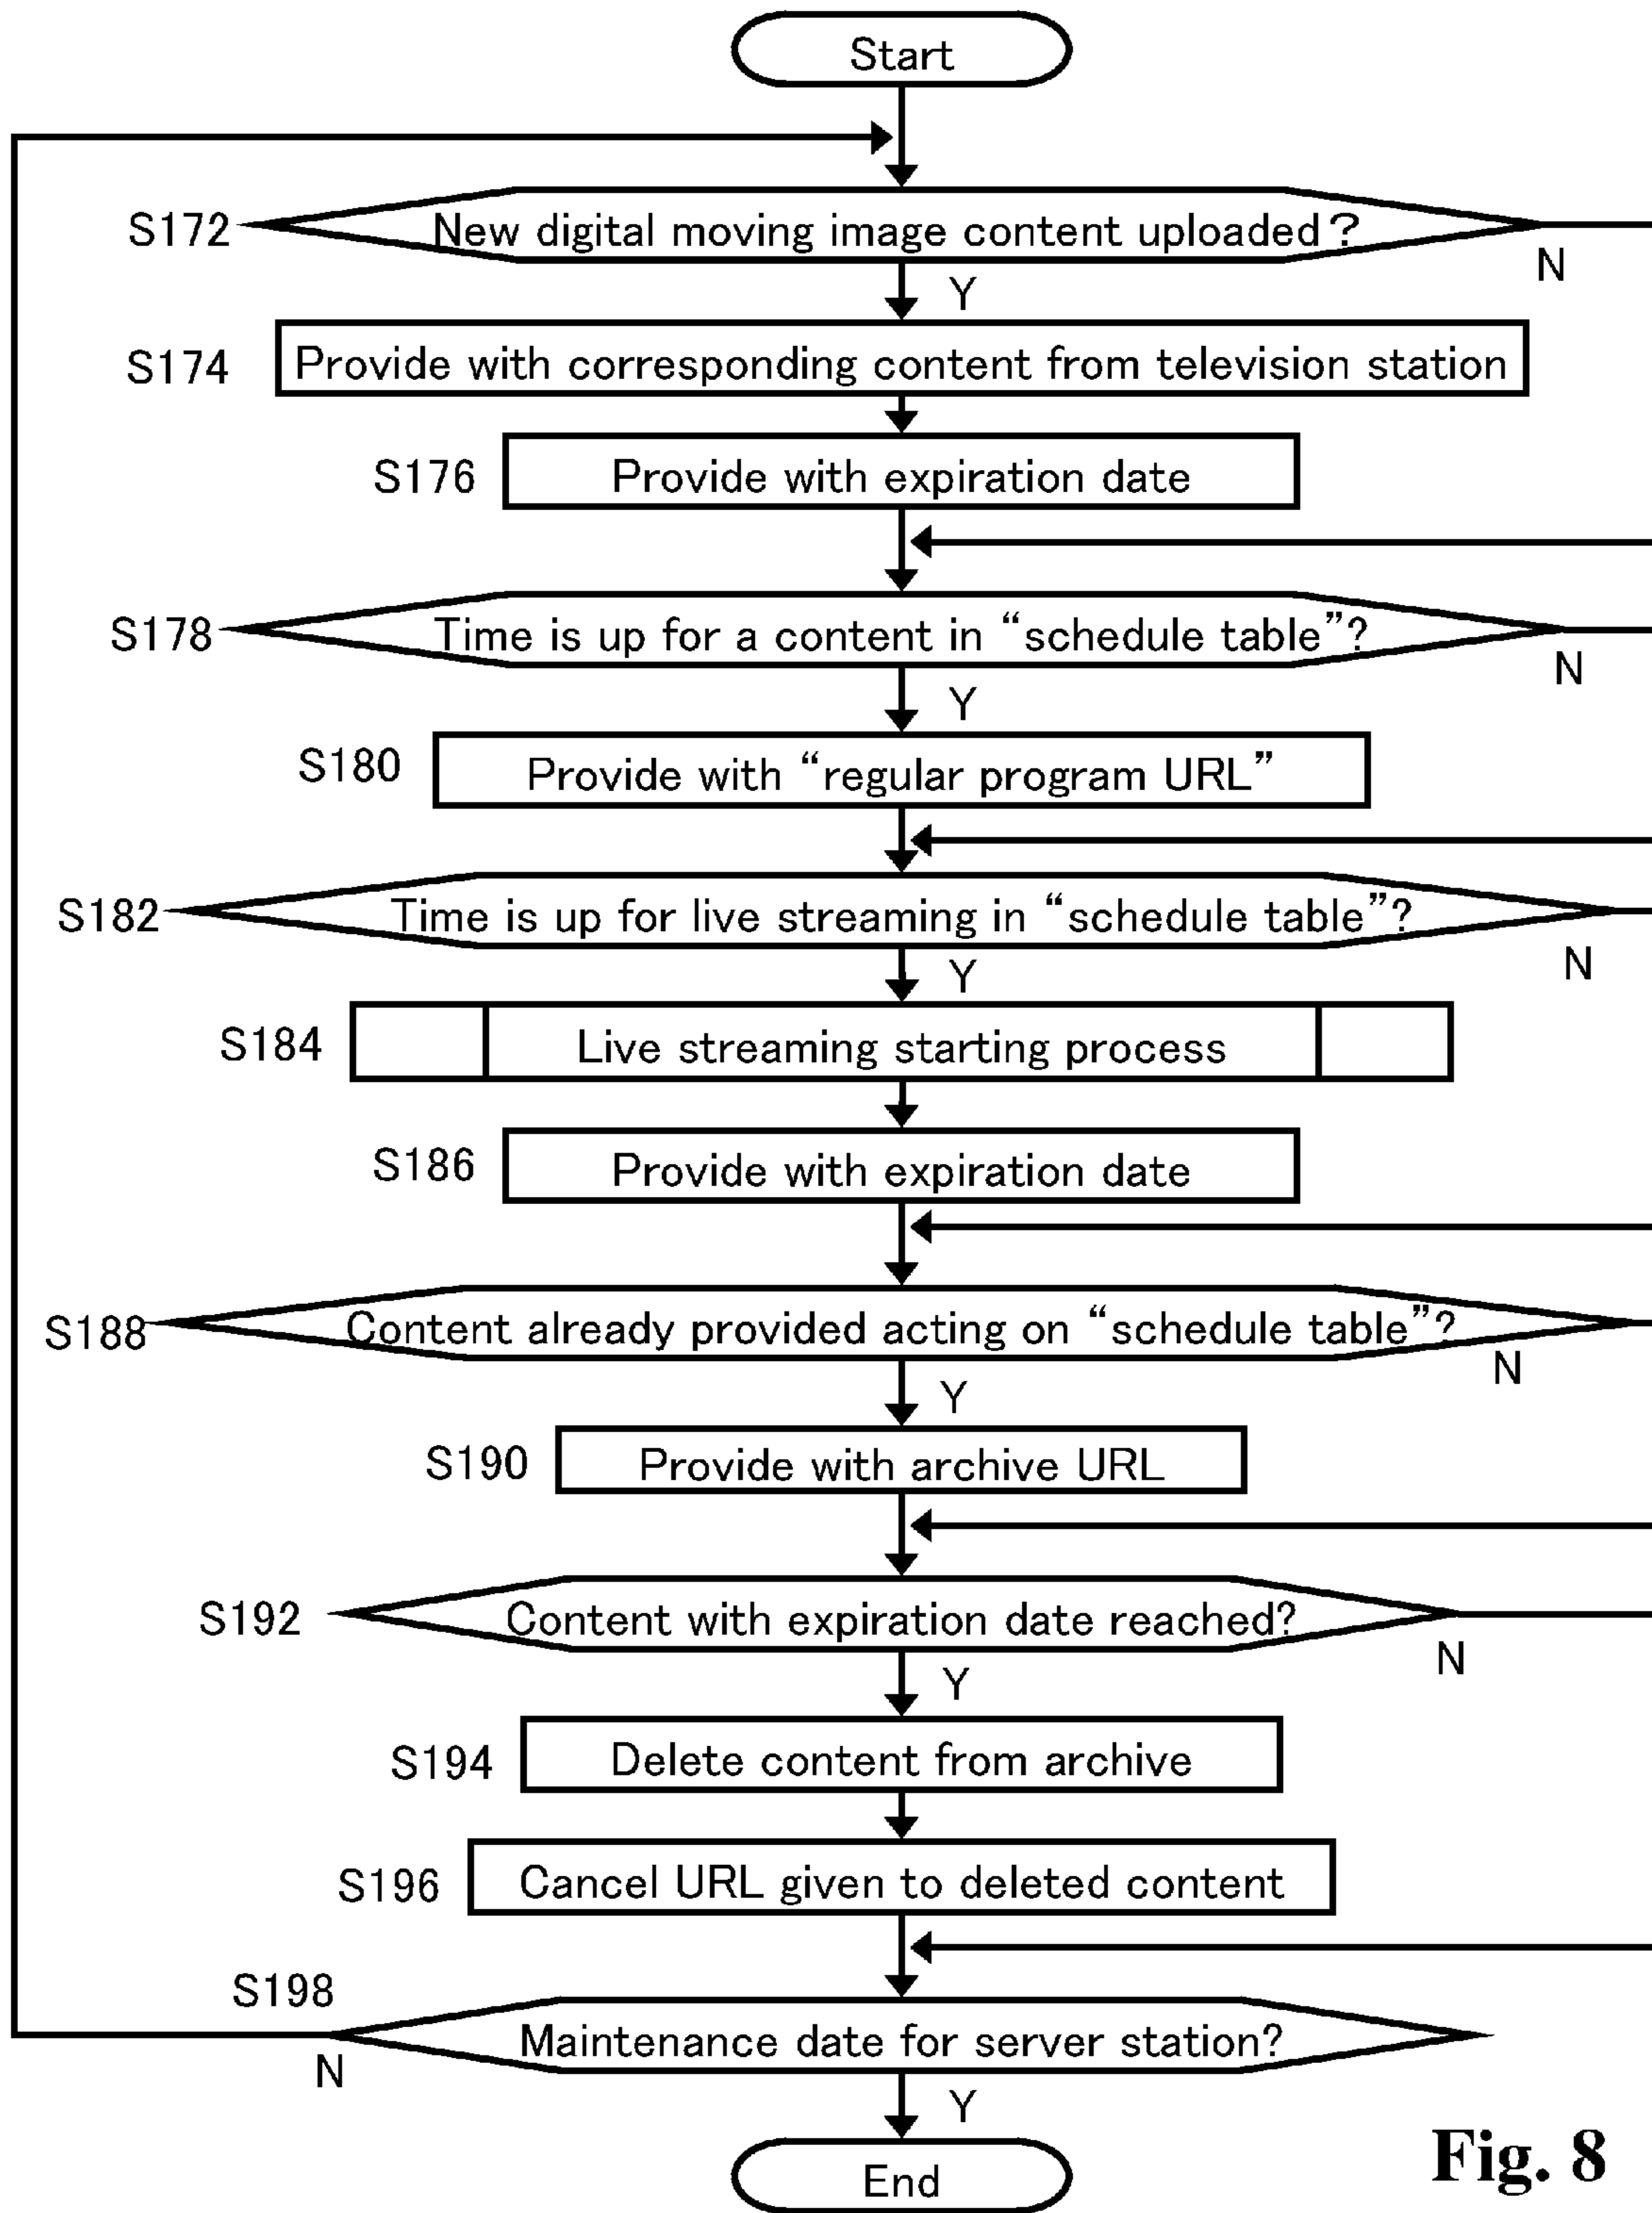 Start
S172
New digital moving image content uploaded?
N
Y
S174
Provide with corresponding content from television station
S176
Provide with expiration date
S178
Time is up for a content in “schedule table”?
N
Y
S180
Provide with “regular program URL”
S182
Time is up for live streaming in “schedule table”?
N
Y
S184
Live streaming starting process
S186
Provide with expiration date
S188
Content already provided acting on “schedule table”?
N
Y
S190
Provide with archive URL
S192
Content with expiration date reached?
N
Y
S194
Delete content from archive
S196
Cancel URL given to deleted content
S198
Maintenance date for server station?
N
Y
End
Fig. 8